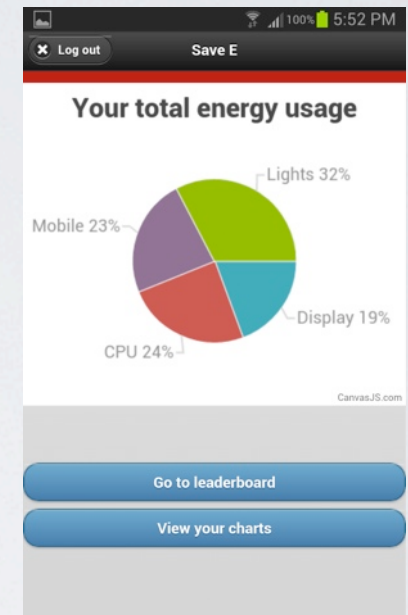 100% 5:52 PM
Log out Save E
Your total energy usage
Lights 32%
Mobile 23%
Display 19%
CPU 24%
CanvasJS.com
Go to leaderboard
View your charts